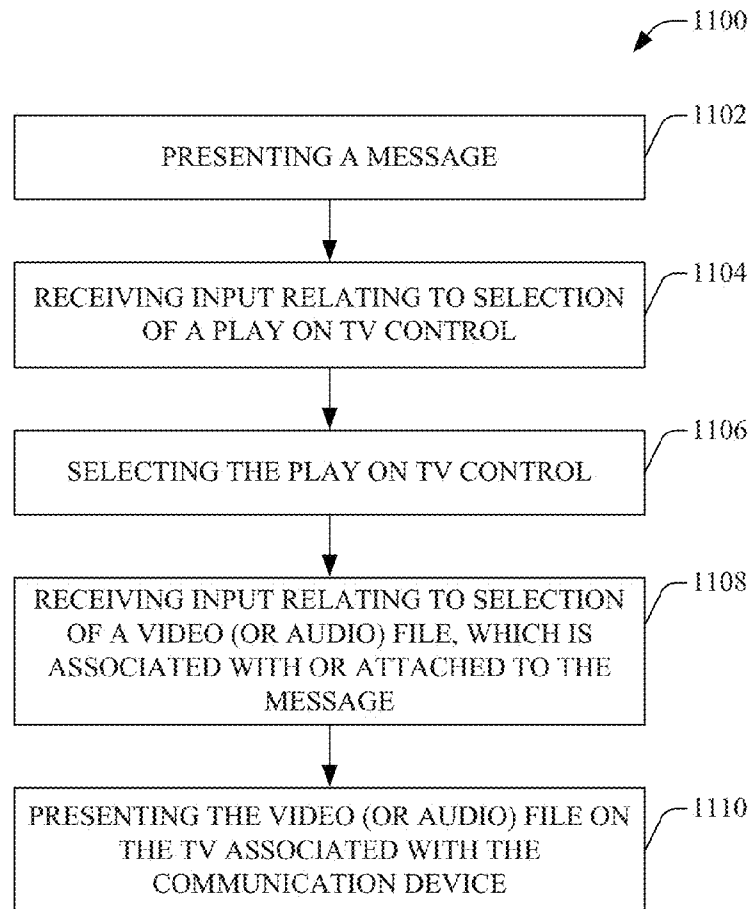 1100
1102
PRESENTING A MESSAGE
1104
RECEIVING INPUT RELATING TO SELECTION
OF A PLAY ON TV CONTROL
1106
SELECTING THE PLAY ON TV CONTROL
1108
RECEIVING INPUT RELATING TO SELECTION
OF A VIDEO (OR AUDIO) FILE, WHICH IS
ASSOCIATED WITH OR ATTACHED TO THE
MESSAGE
1110
PRESENTING THE VIDEO (OR AUDIO) FILE ON
THE TV ASSOCIATED WITH THE
COMMUNICATION DEVICE